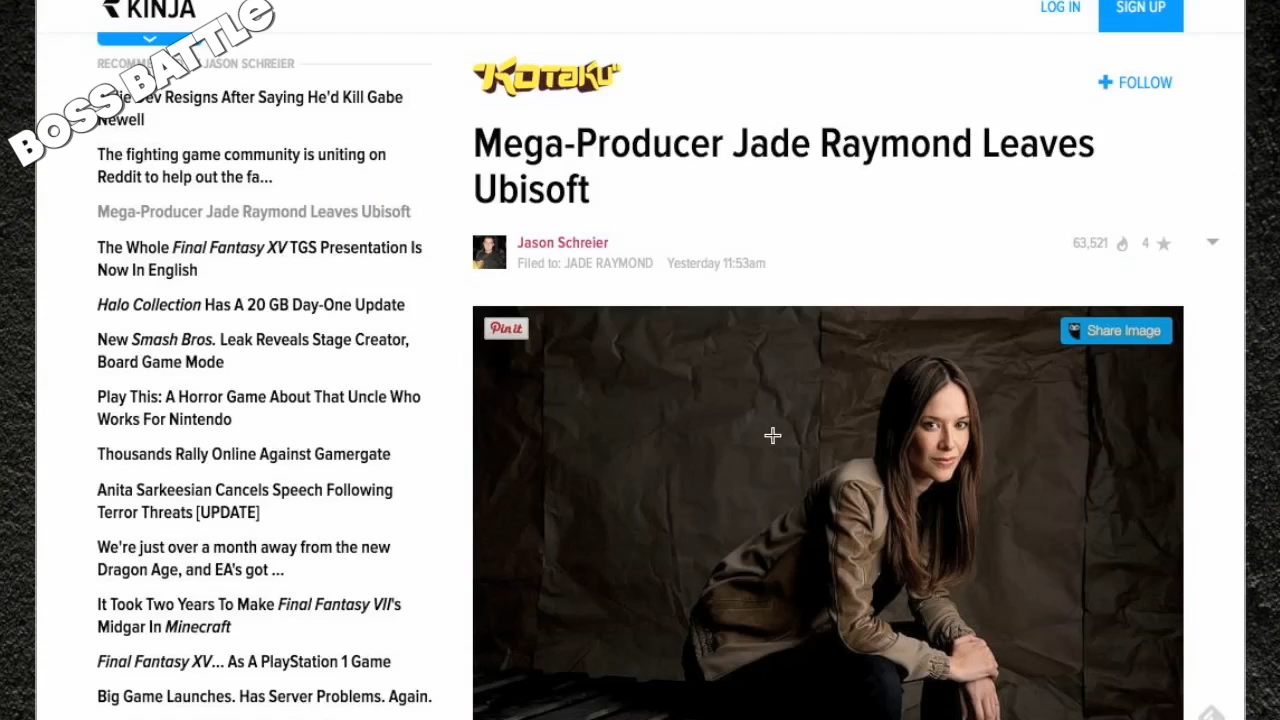 KINJA
LOG IN
SIGN UP
BOSS BATTLE
JASON SCHREIER
Dev Resigns After Saying He'd Kill Gabe
Newell
The fighting game community is uniting on
Reddit to help out the fa...
Mega-Producer Jade Raymond Leaves Ubisoft
The Whole Final Fantasy XV TGS Presentation Is
Now In English
Halo Collection Has A 20 GB Day-One Update
New Smash Bros. Leak Reveals Stage Creator,
Board Game Mode
Play This: A Horror Game About That Uncle Who
Works For Nintendo
Thousands Rally Online Against Gamergate
Anita Sarkeesian Cancels Speech Following
Terror Threats [UPDATE]
We're just over a month away from the new
Dragon Age, and EA's got ...
It Took Two Years To Make Final Fantasy VII's
Midgar In Minecraft
Final Fantasy XV... As A PlayStation 1 Game
Big Game Launches. Has Server Problems. Again.
KOTAKU
FOLLOW
Mega-Producer Jade Raymond Leaves
Ubisoft
Jason Schreier
63,521
4
Filed to: JADE RAYMOND Yesterday 11:53am
Pin it
Share Image